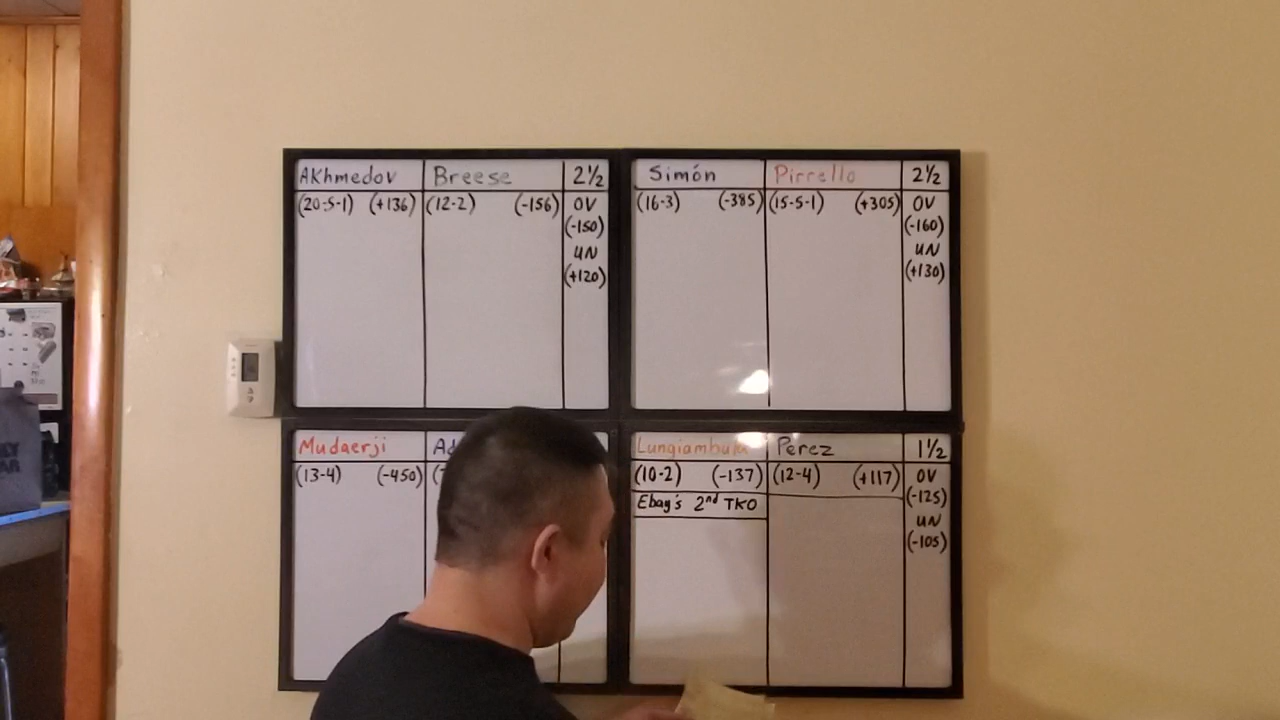 Akhmedov Breese 2½
(20-5-1) (+136) (12-2) (-156) OV
(-150)
UN
(+120)
Simón Pirrello 2½
(16-3) (-385) (15-5-1) (+305) OV
(-160)
UN
(+130)
Mudaerji
(13-4) (-450)
Lungiambula Perez 1½
(10-2) (-137) (12-4) (+117) OV
Ebag's 2nd TKO (-125)
UN
(-105)